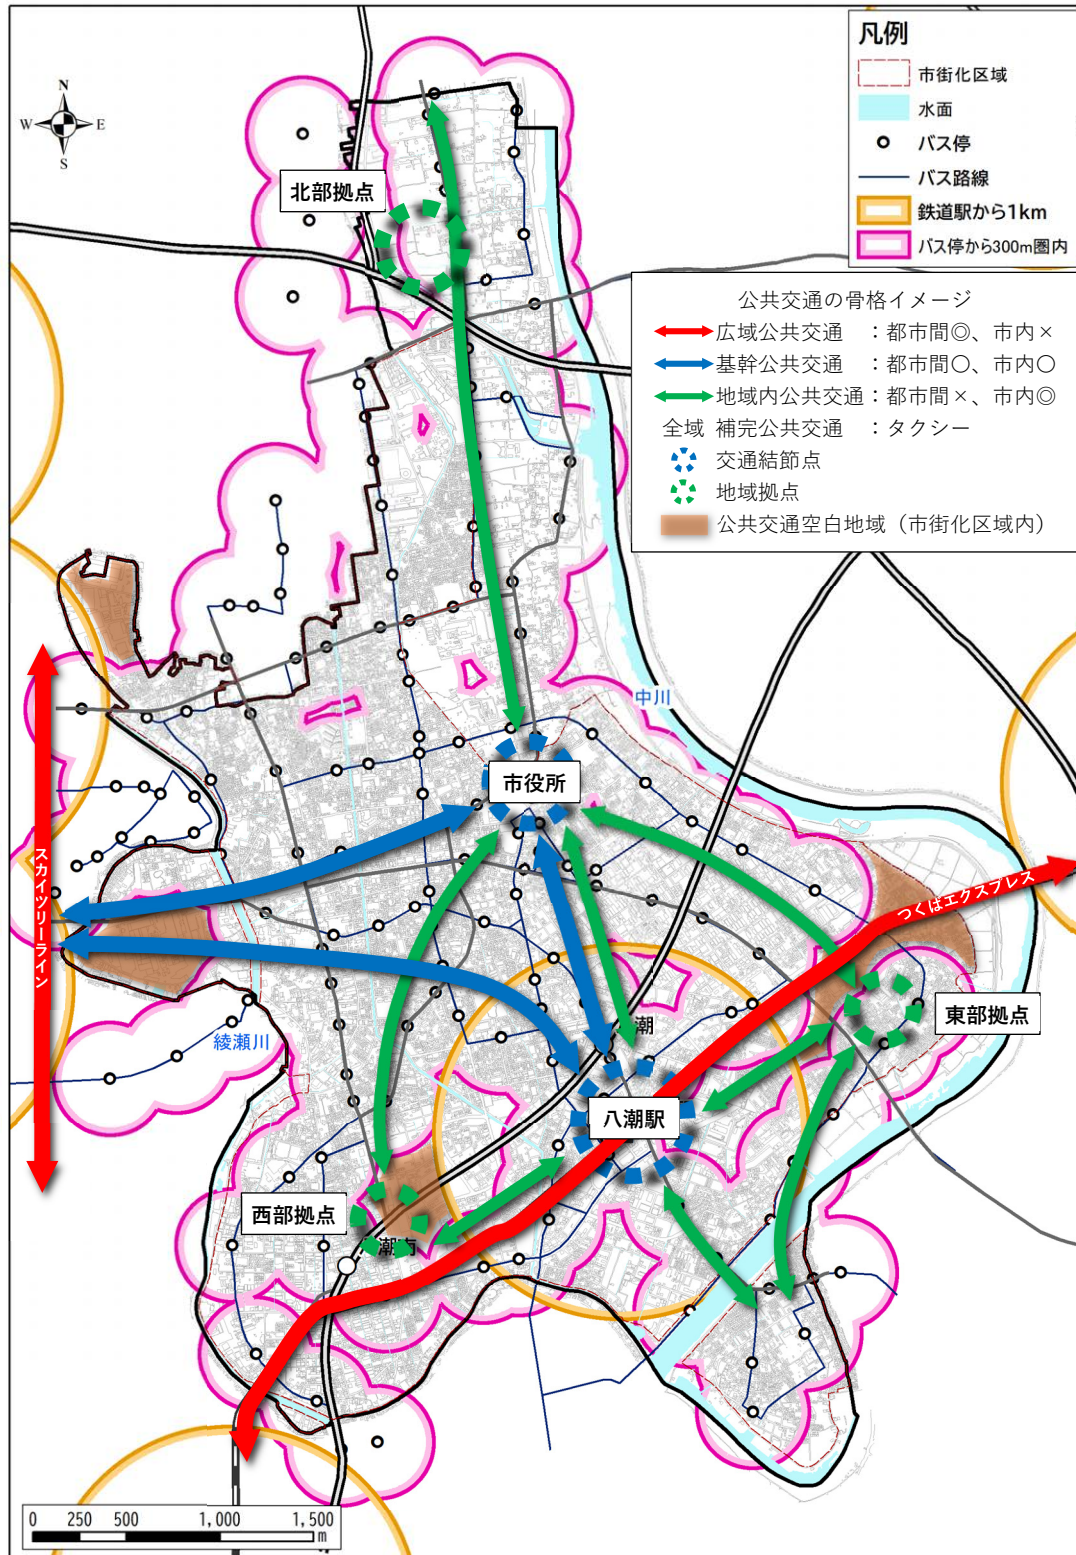 凡例
市街化区域
水面
バス停
バス路線
鉄道駅から1km
バス停から300m圏内
N
W
E
S
北部拠点
公共交通の骨格イメージ
広域公共交通 :都市間◎、市内×
基幹公共交通 :都市間〇、市内〇
地域内公共交通:都市間×、市内◎
全域 補完公共交通 :タクシー
交通結節点
地域拠点
公共交通空白地域(市街化区域内)
中川
市役所
スカイツリーライン
つくばエクスプレス
東部拠点
綾瀬川
潮
八潮駅
西部拠点
潮南
0 250 500 1,000 1,500
m